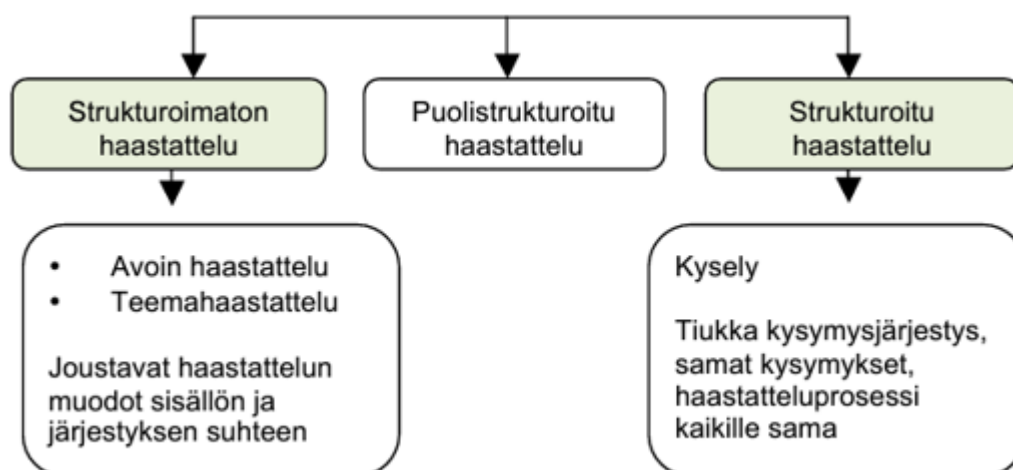 Strukturoimaton
haastattelu
Puolistrukturoitu
haastattelu
Strukturoitu
haastattelu
• Avoin haastattelu
• Teemahaastattelu
Joustavat haastattelun
muodot sisällön ja
järjestyksen suhteen
Kysely
Tiukka kysymysjärjestys,
samat kysymykset,
haastatteluprosessi
kaikille sama